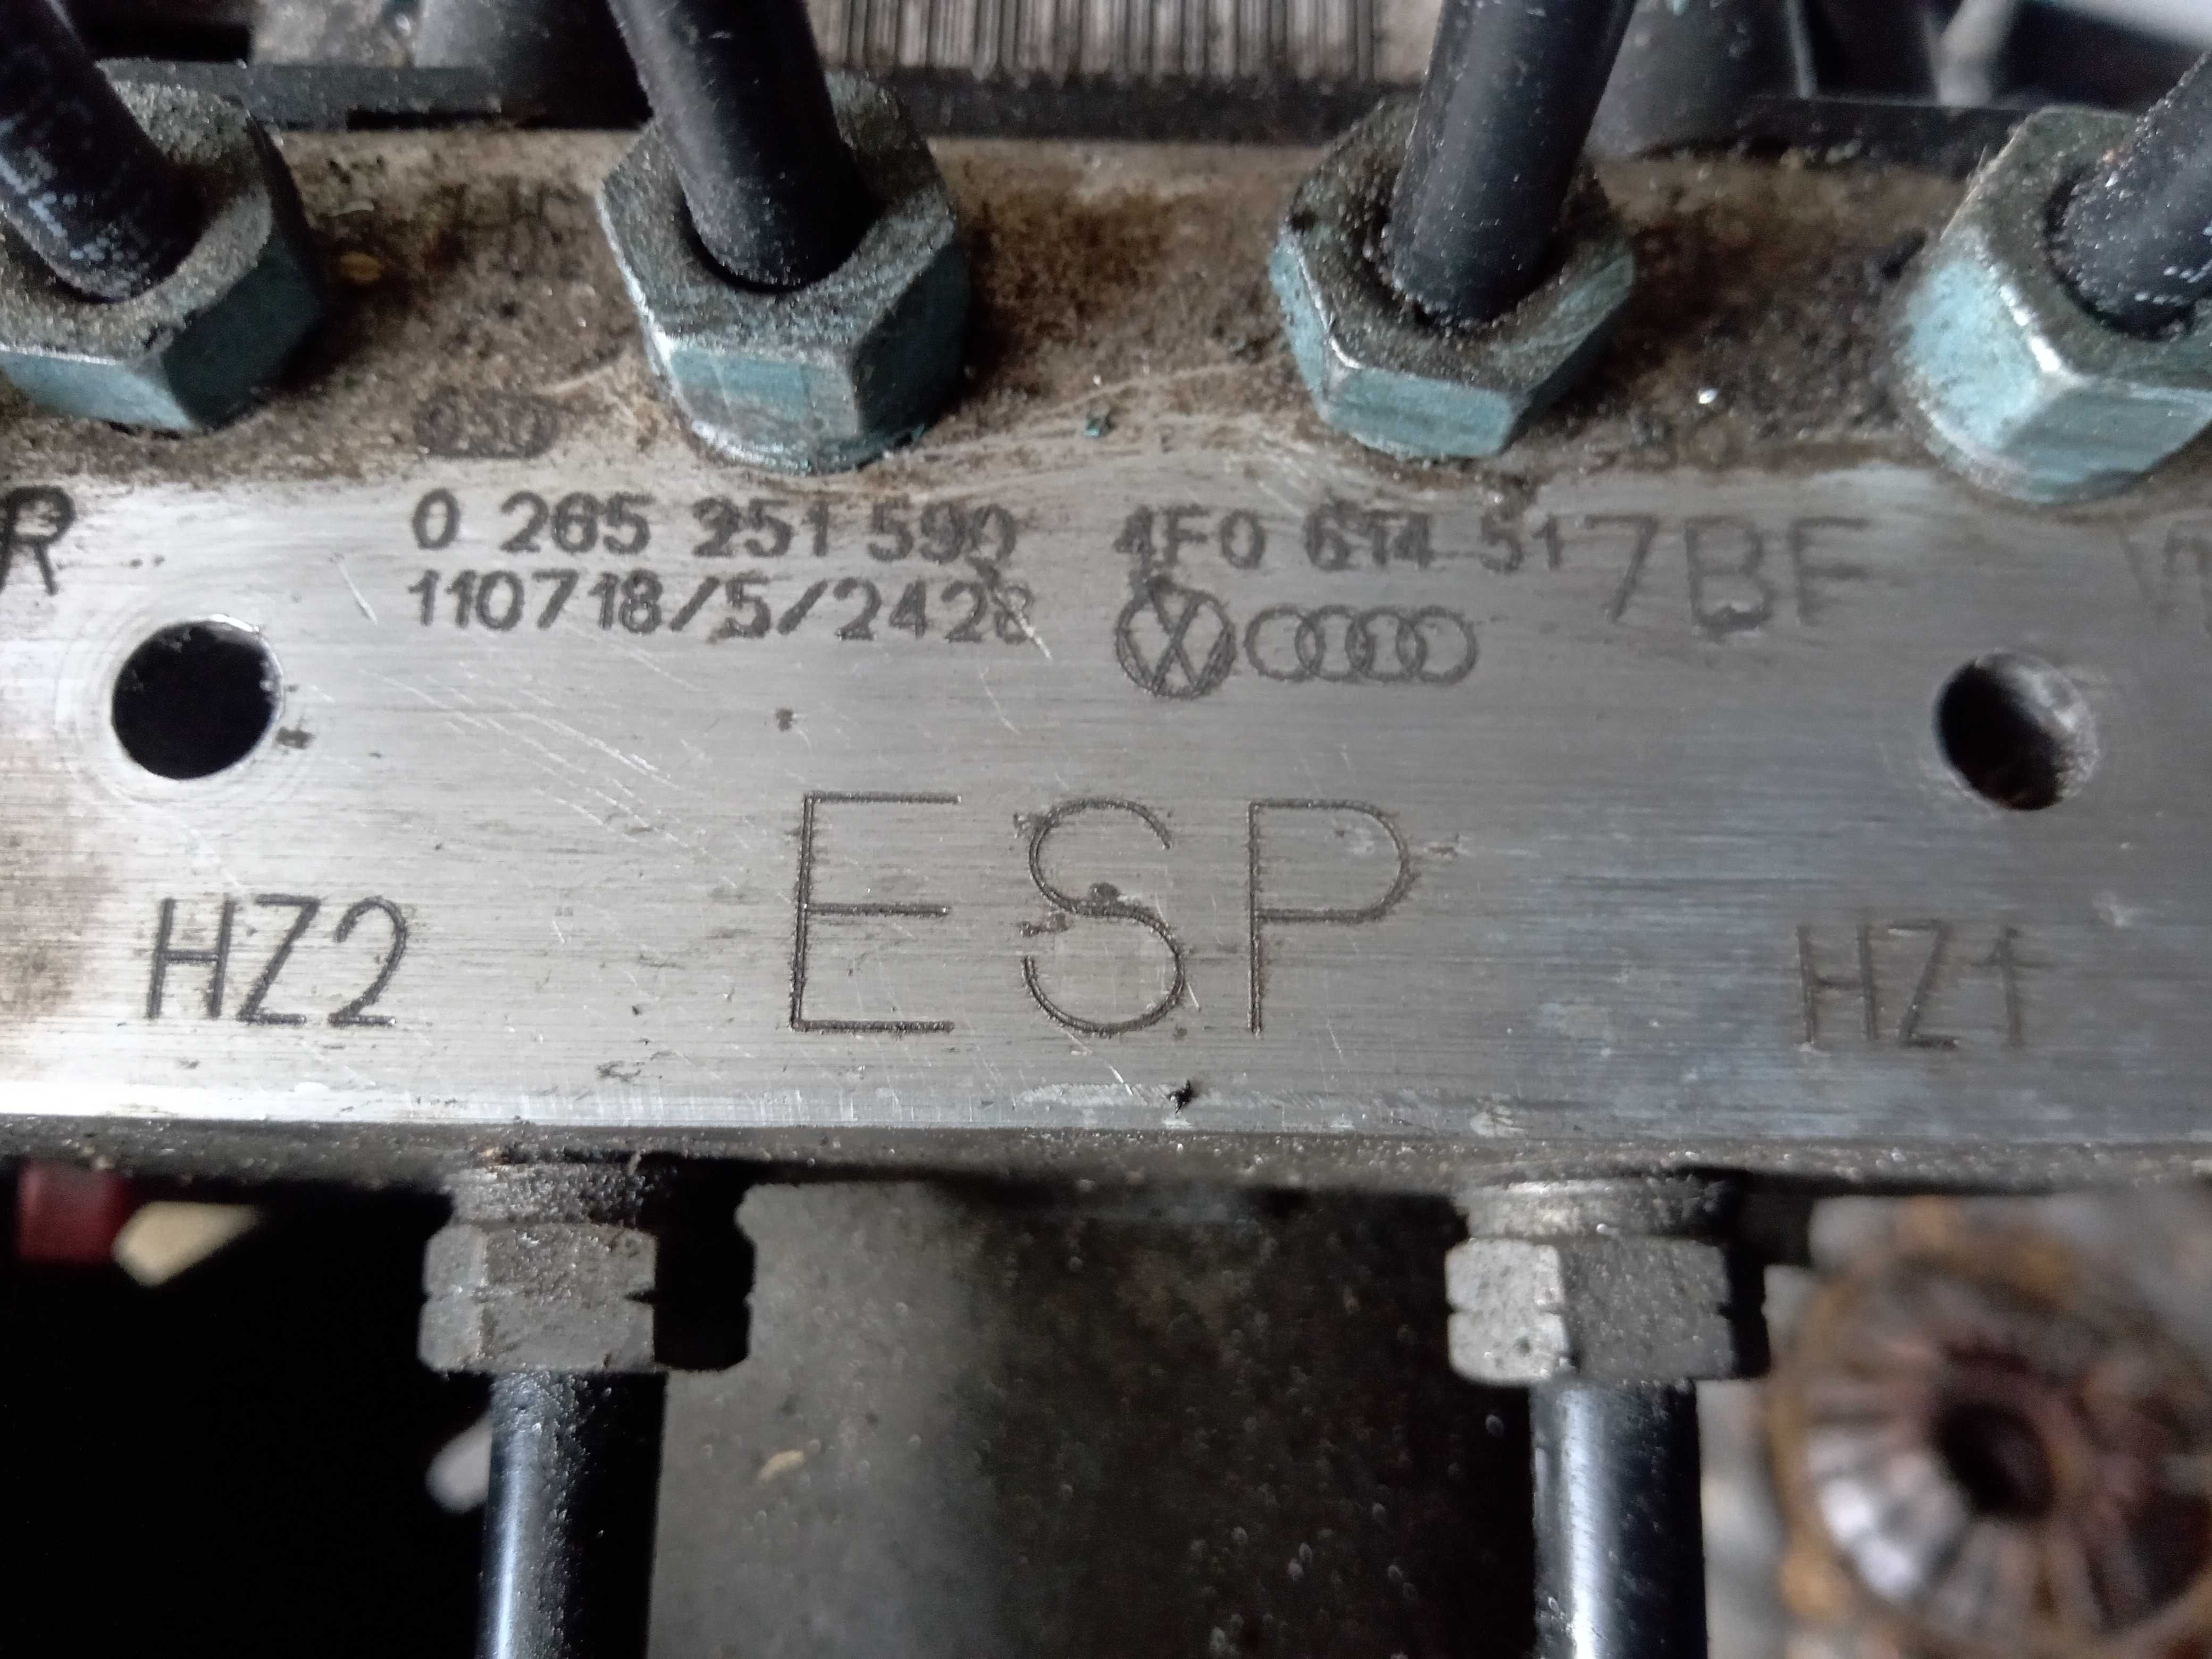 R
0 265 251 590 4F0 614 517BF
110718/5/2428
ESP
HZ2 HZ1